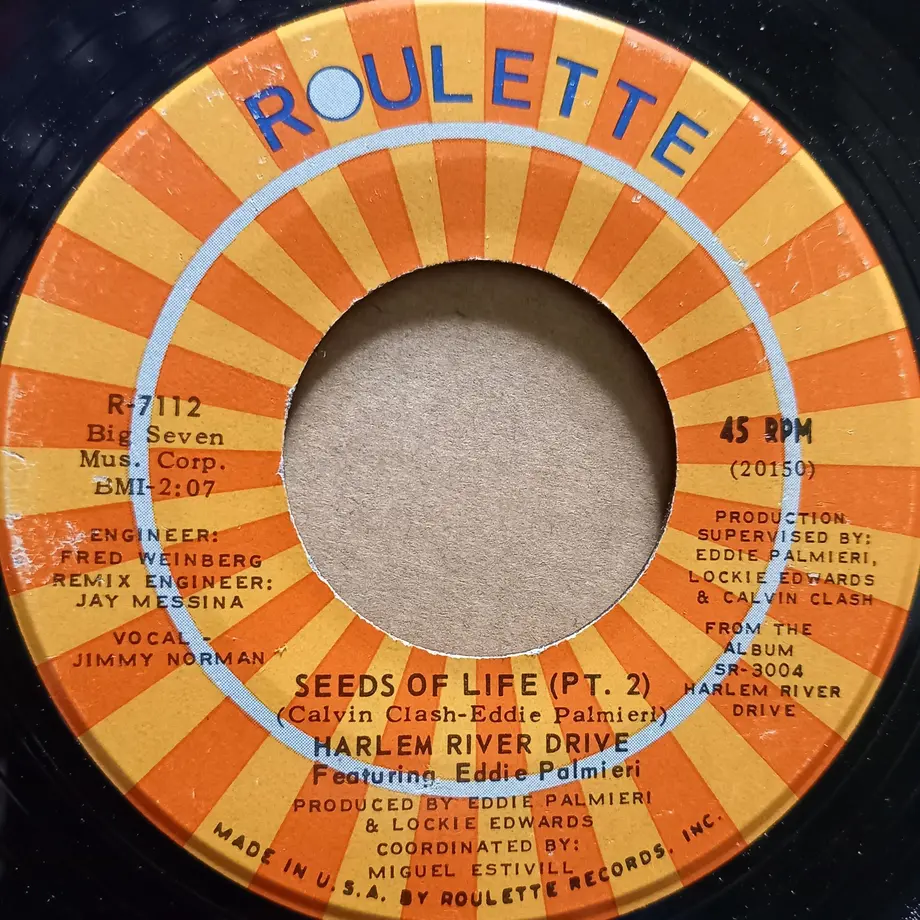 ROULETTE
R-7112
Big Seven
Mus. Corp.
BMI-2:07
ENGINEER:
FRED WEINBERG
REMIX ENGINEER:
JAY MESSINA
VOCAL -
JIMMY NORMAN
45 RPM
(20150)
PRODUCTION
SUPERVISED BY:
EDDIE PALMIERI,
LOCKIE EDWARDS
& CALVIN CLASH
FROM THE
ALBUM
SR-3004
HARLEM RIVER
DRIVE
SEEDS OF LIFE (PT. 2)
(Calvin Clash-Eddie Palmieri)
HARLEM RIVER DRIVE
Featuring Eddie Palmieri
PRODUCED BY EDDIE PALMIERI
& LOCKIE EDWARDS
COORDINATED BY:
MIGUEL ESTIVILL
MADE IN U.S.A. BY ROULETTE RECORDS, INC.